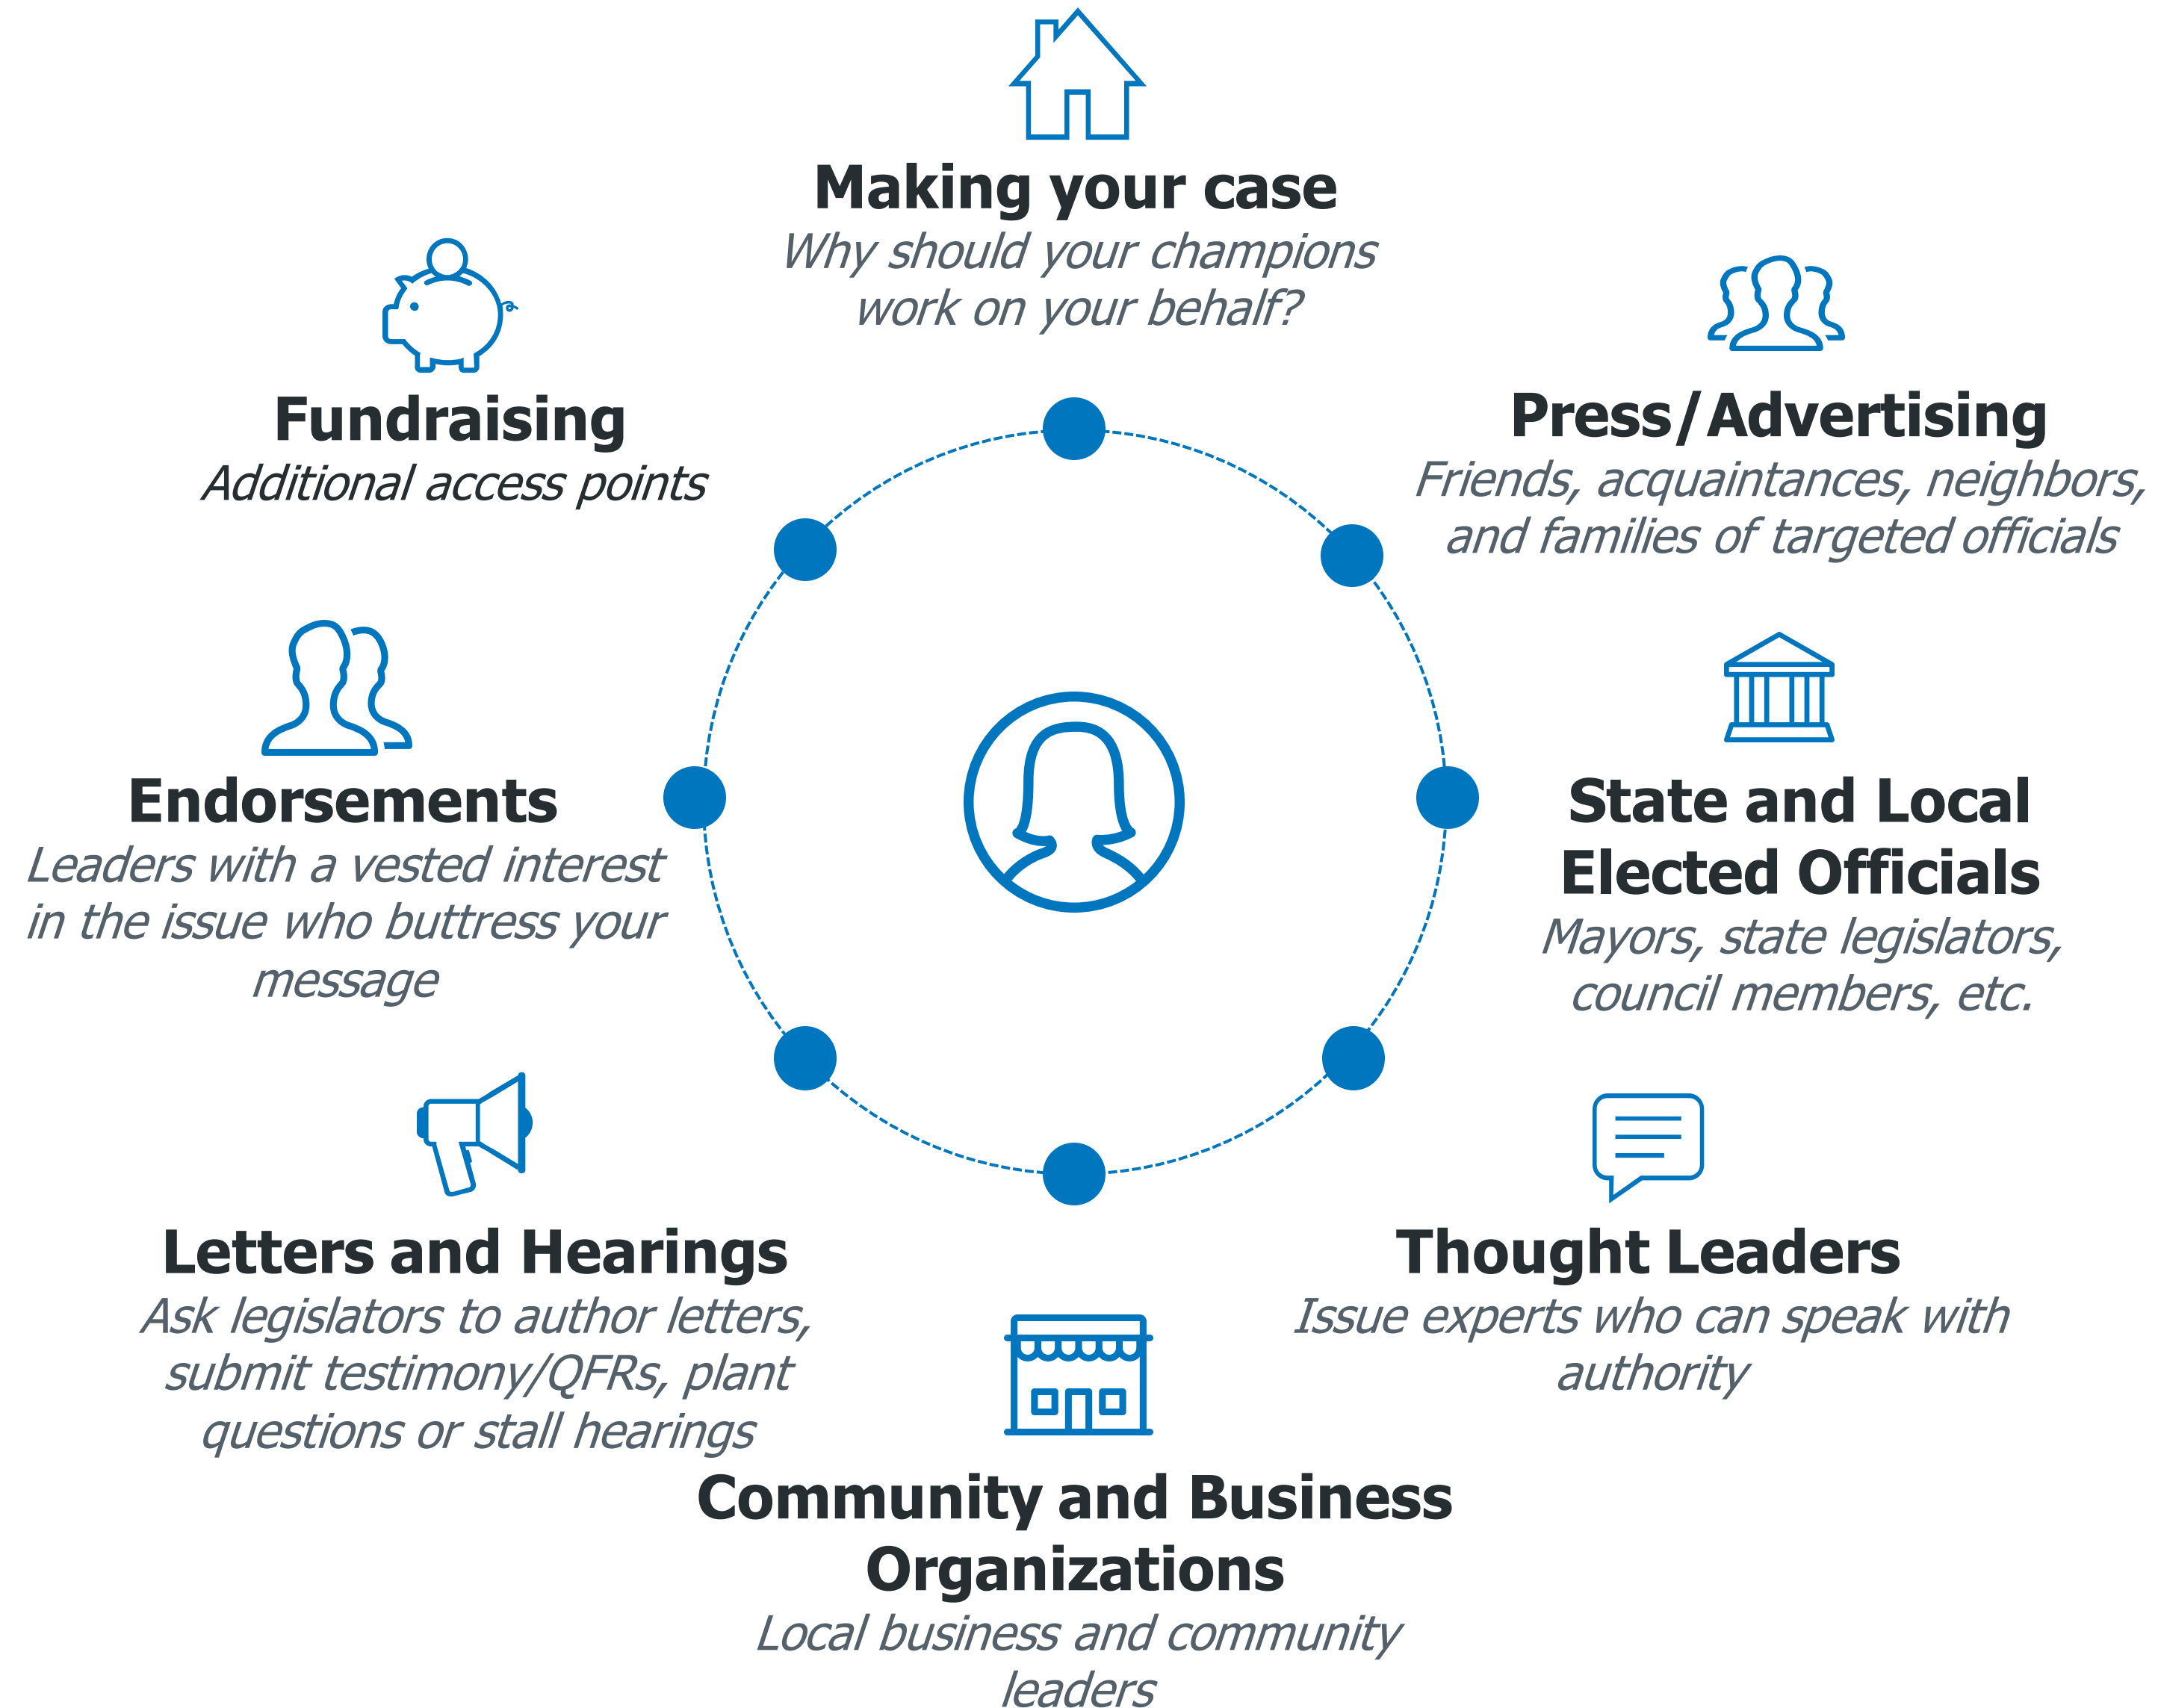 Making your case
Why should your champions
work on your behalf?
Fundraising
Additional access points
Press/Advertising
Friends, acquaintances, neighbors,
and families of targeted officials
Endorsements
Leaders with a vested interest
in the issue who buttress your
message
State and Local
Elected Officials
Mayors, state legislators,
council members, etc.
Letters and Hearings
Ask legislators to author letters,
submit testimony/QFRs, plant
questions or stall hearings
Thought Leaders
Issue experts who can speak with
authority
Community and Business
Organizations
Local business and community
leaders